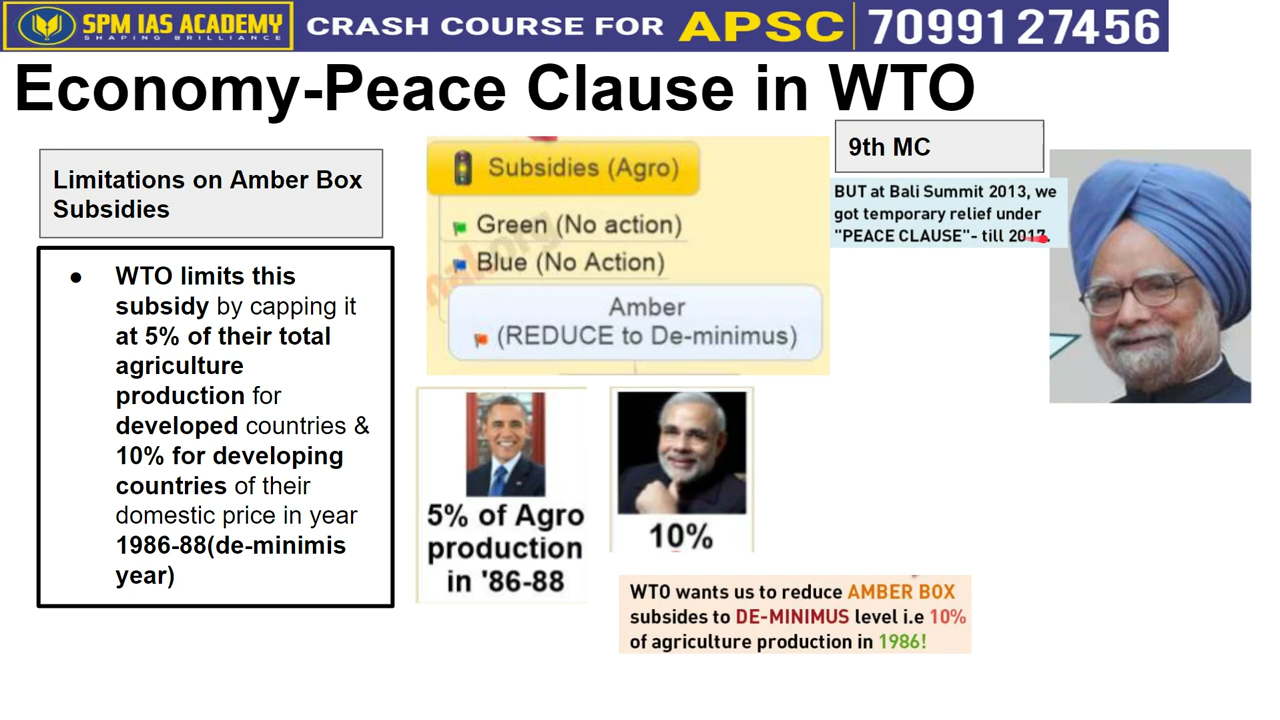 SPM IAS ACADEMY
SHAPING BRILLIANCE
CRASH COURSE FOR APSC
7099127456
Economy-Peace Clause in WTO
Limitations on Amber Box
Subsidies
● WTO limits this
subsidy by capping it
at 5% of their total
agriculture
production for
developed countries &
10% for developing
countries of their
domestic price in year
1986-88(de-minimis
year)
Subsidies (Agro)
Green (No action)
Blue (No Action)
Amber
(REDUCE to De-minimus)
5% of Agro
production
in '86-88
10%
WTO wants us to reduce AMBER BOX
subsides to DE-MINIMUS level i.e 10%
of agriculture production in 1986!
9th MC
BUT at Bali Summit 2013, we
got temporary relief under
"PEACE CLAUSE"- till 2017.